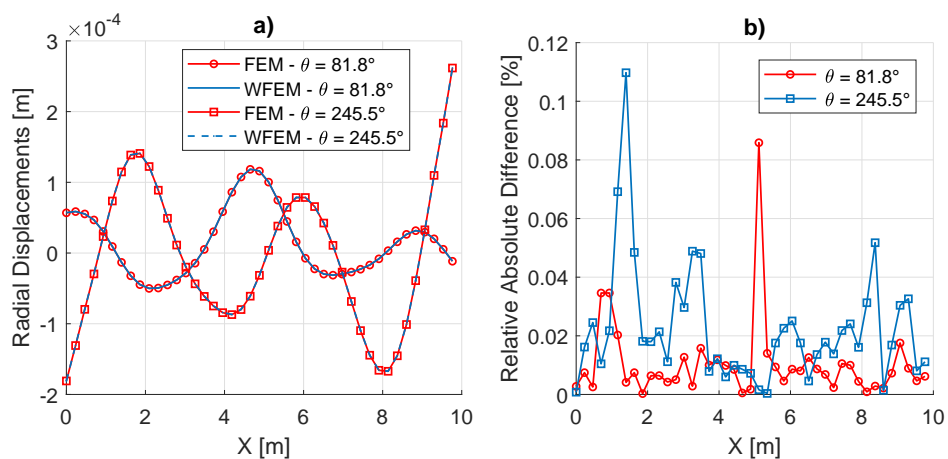 a)
×10⁻⁴
Radial Displacements [m]
3
2
1
0
-1
-2
0
2
4
6
8
10
X [m]
FEM - θ = 81.8°
WFEM - θ = 81.8°
FEM - θ = 245.5°
WFEM - θ = 245.5°
b)
Relative Absolute Difference [%]
0.12
0.1
0.08
0.06
0.04
0.02
0
0
2
4
6
8
10
X [m]
θ = 81.8°
θ = 245.5°